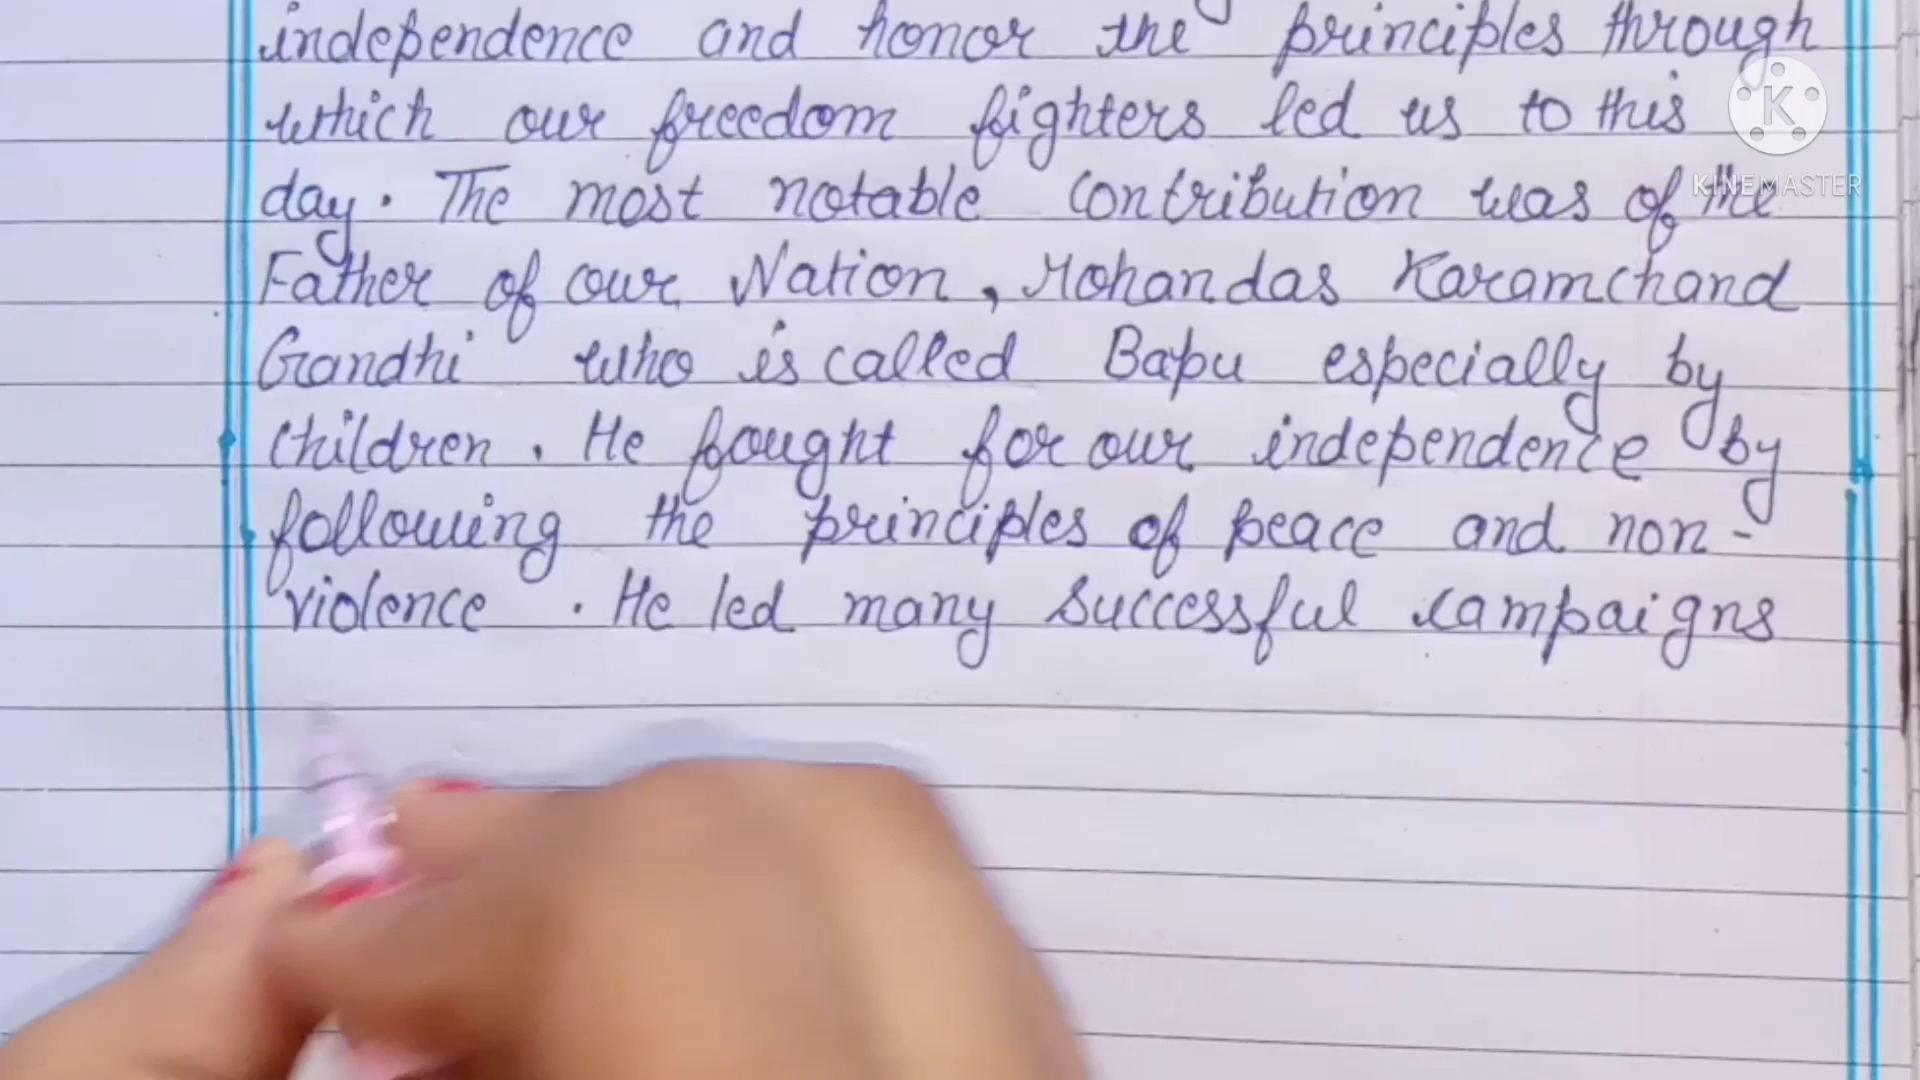 independence and honor the principles through
which our freedom fighters led us to this
day. The most notable contribution was of the
Father of our Nation, Mohandas Karamchand
Gandhi who is called Bapu especially by
children. He fought for our independence by
following the principles of peace and non-
violence. He led many successful campaigns
K
KINEMASTER